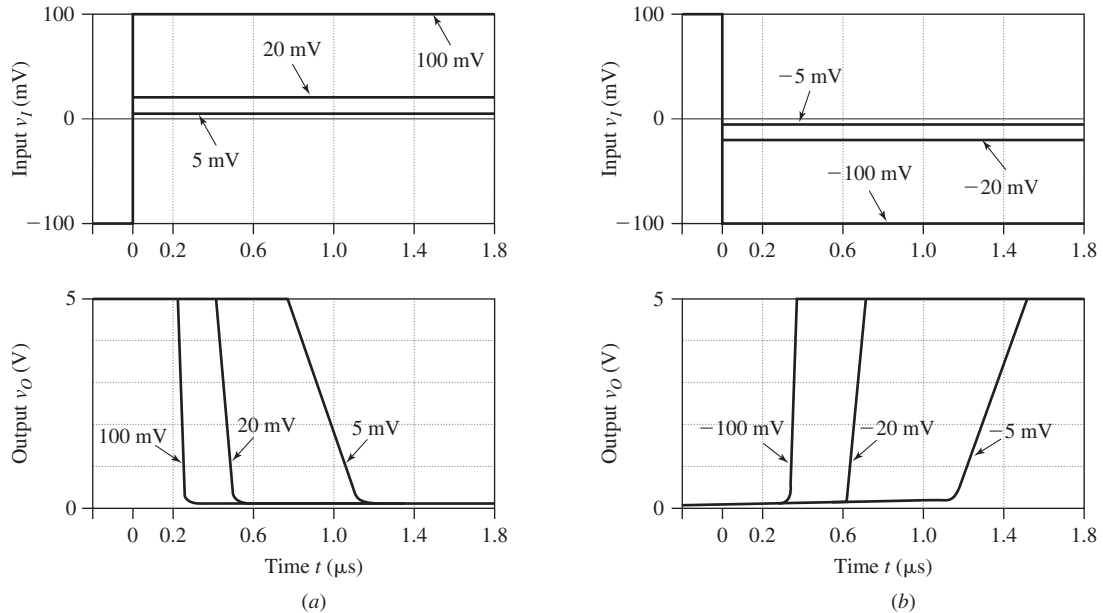 100
0
−100
Input v_I (mV)
20 mV
100 mV
5 mV
0 0.2 0.6 1.0 1.4 1.8
5
0
Output v_O (V)
100 mV
20 mV
5 mV
0 0.2 0.6 1.0 1.4 1.8
Time t (μs)
(a)
100
0
−100
Input v_I (mV)
−5 mV
−100 mV
−20 mV
0 0.2 0.6 1.0 1.4 1.8
5
0
Output v_O (V)
−100 mV
−20 mV
−5 mV
0 0.2 0.6 1.0 1.4 1.8
Time t (μs)
(b)